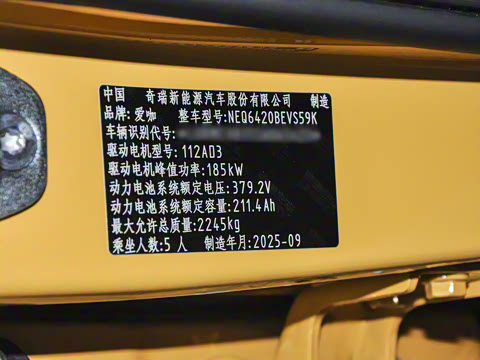 中国 奇瑞新能源汽车股份有限公司 制造
品牌:爱咖 整车型号:NEQ6420BEVS59K
车辆识别代号:
驱动电机型号:112AD3
驱动电机峰值功率:185kW
动力电池系统额定电压:379.2V
动力电池系统额定容量:211.4Ah
最大允许总质量:2245kg
乘坐人数:5 人 制造年月:2025-09